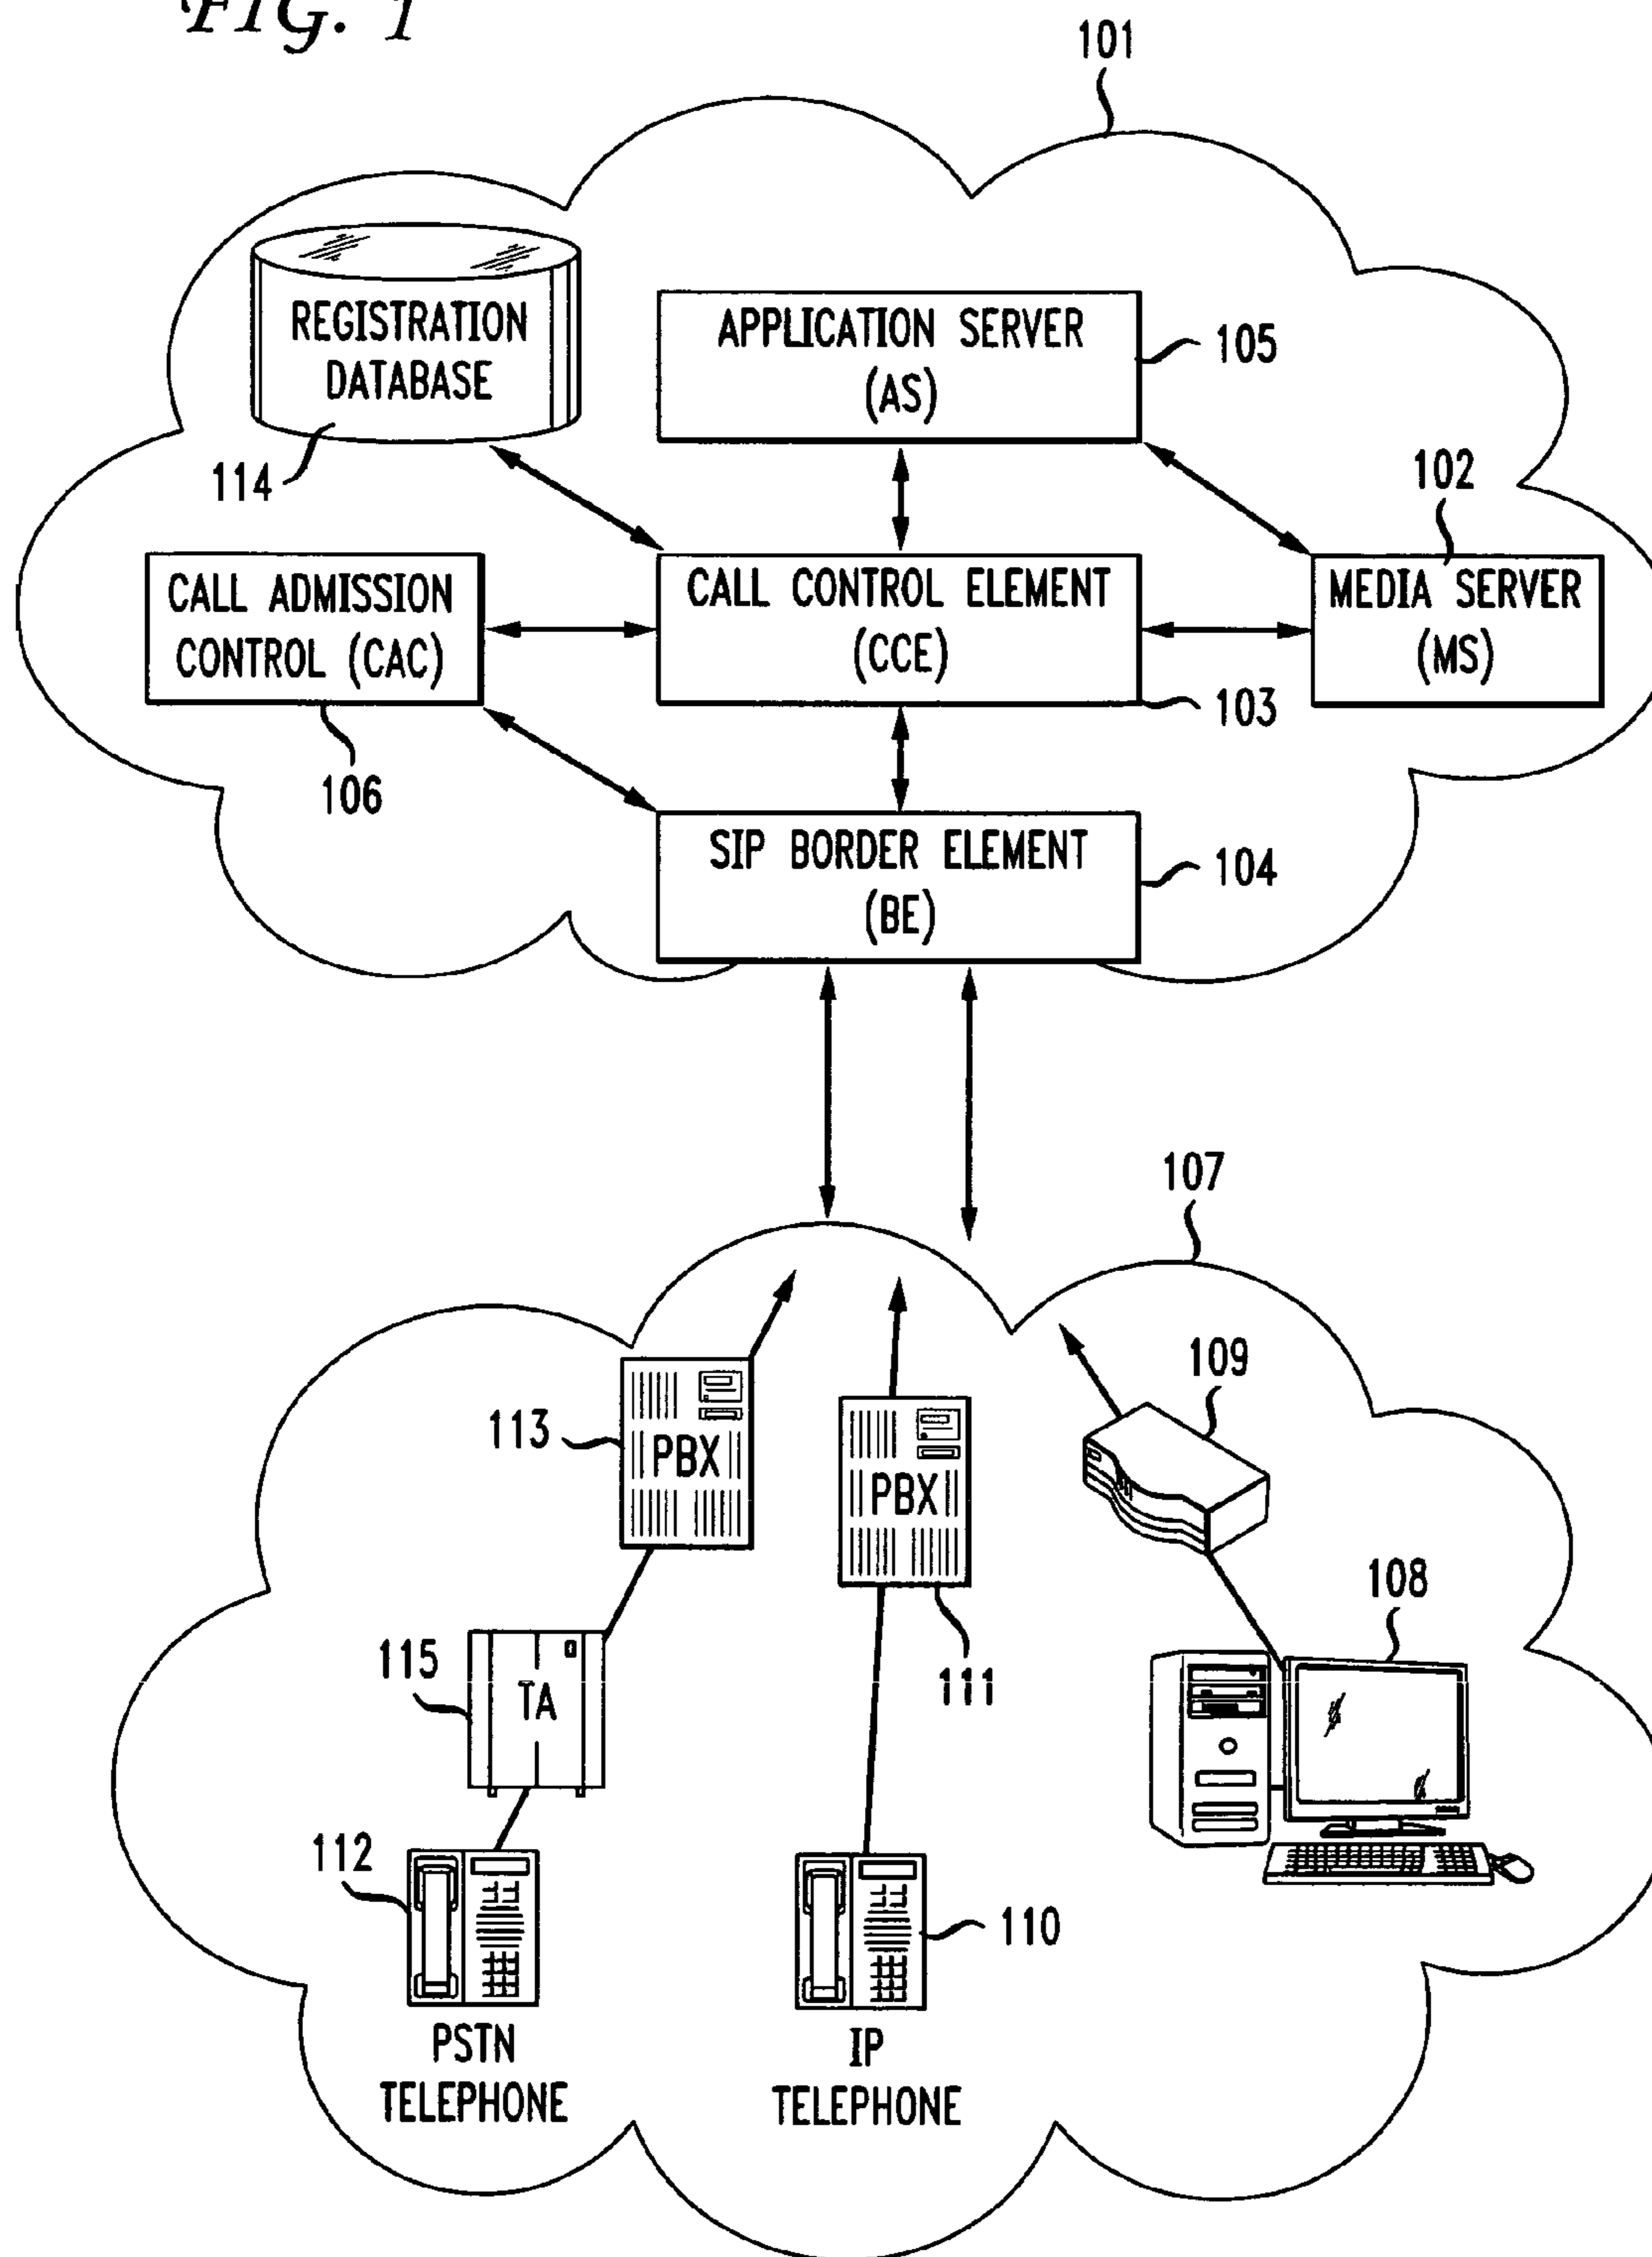 FIG. 1
101
REGISTRATION
DATABASE
114
APPLICATION SERVER
(AS)
105
102
CALL ADMISSION
CONTROL (CAC)
106
CALL CONTROL ELEMENT
(CCE)
103
MEDIA SERVER
(MS)
SIP BORDER ELEMENT
(BE)
104
107
109
113
PBX
PBX
111
108
115
TA
112
110
PSTN
TELEPHONE
IP
TELEPHONE